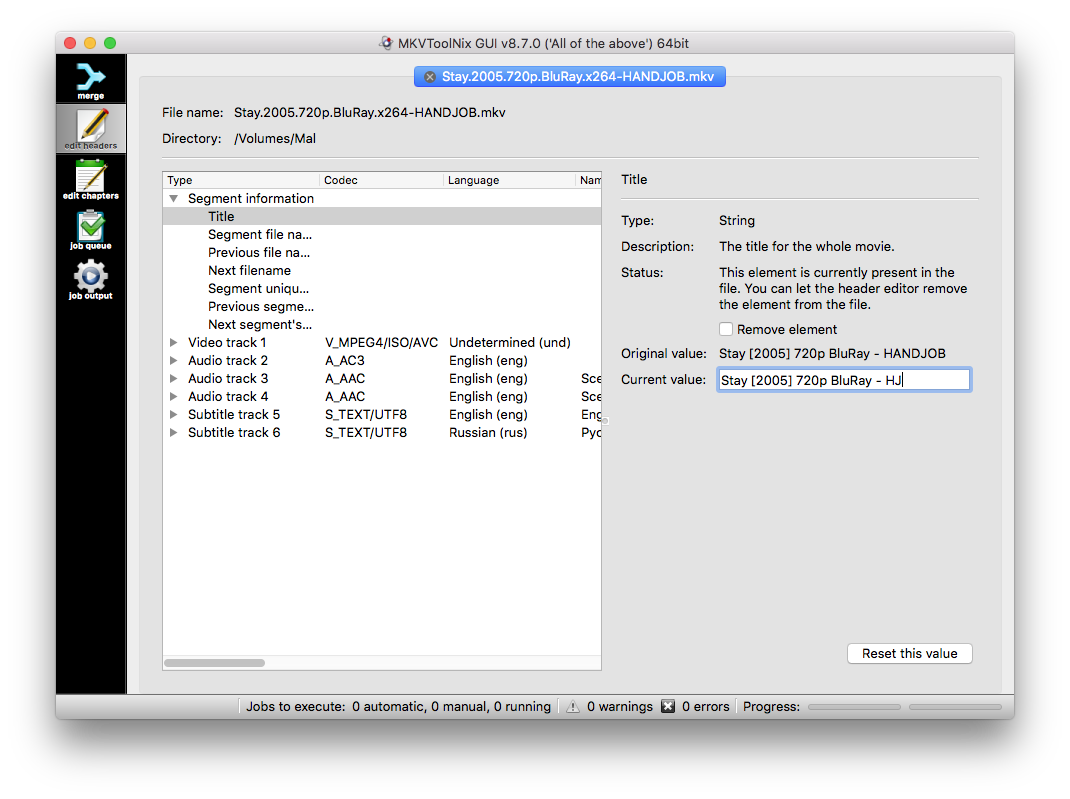 MKVToolNix GUI v8.7.0 ('All of the above') 64bit
merge
edit headers
edit chapters
job queue
job output
Stay.2005.720p.BluRay.x264-HANDJOB.mkv
File name: Stay.2005.720p.BluRay.x264-HANDJOB.mkv
Directory: /Volumes/Mal
Type Codec Language Nam
Segment information
Title
Segment file na...
Previous file na...
Next filename
Segment uniqu...
Previous segme...
Next segment's...
Video track 1 V_MPEG4/ISO/AVC Undetermined (und)
Audio track 2 A_AC3 English (eng)
Audio track 3 A_AAC English (eng) Sce
Audio track 4 A_AAC English (eng) Sce
Subtitle track 5 S_TEXT/UTF8 English (eng) Eng
Subtitle track 6 S_TEXT/UTF8 Russian (rus) Рус
Title
Type: String
Description: The title for the whole movie.
Status: This element is currently present in the
file. You can let the header editor remove
the element from the file.
Remove element
Original value: Stay [2005] 720p BluRay - HANDJOB
Current value: Stay [2005] 720p BluRay - HJ
Reset this value
Jobs to execute: 0 automatic, 0 manual, 0 running 0 warnings 0 errors Progress: